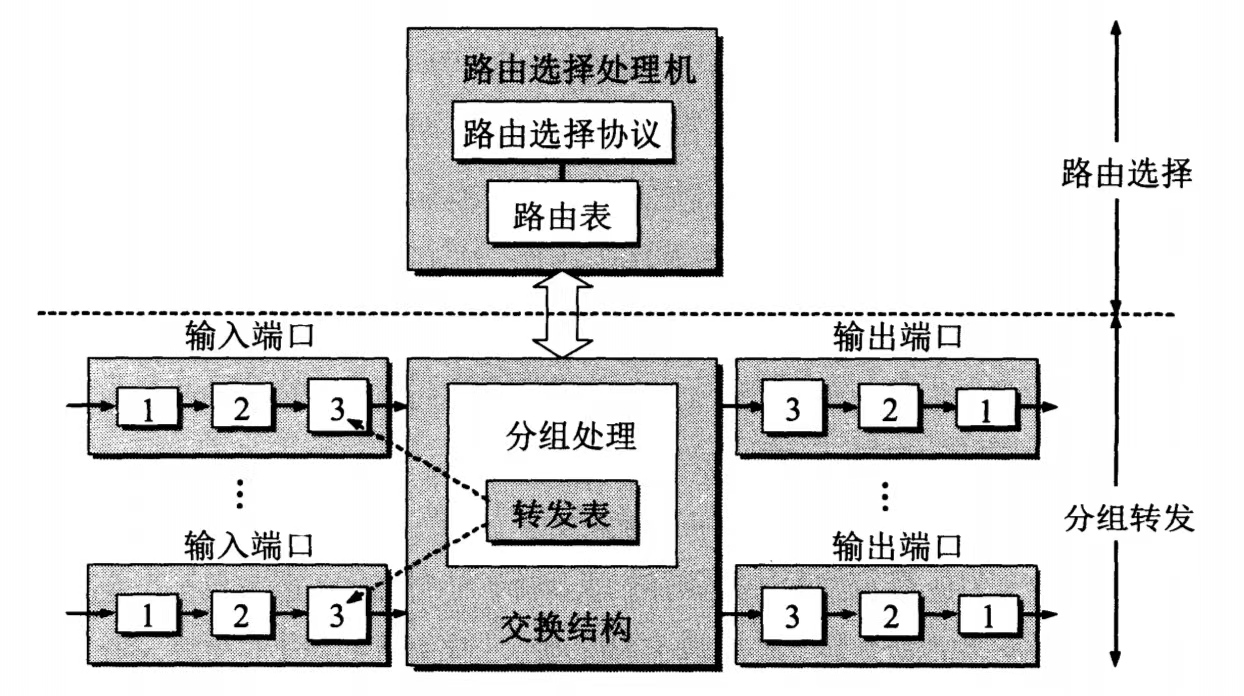 路由选择处理机
路由选择协议
路由表
路由选择
输入端口
输出端口
1 2 3
3 2 1
分组处理
转发表
分组转发
⋮
⋮
输入端口
输出端口
1 2 3
3 2 1
交换结构